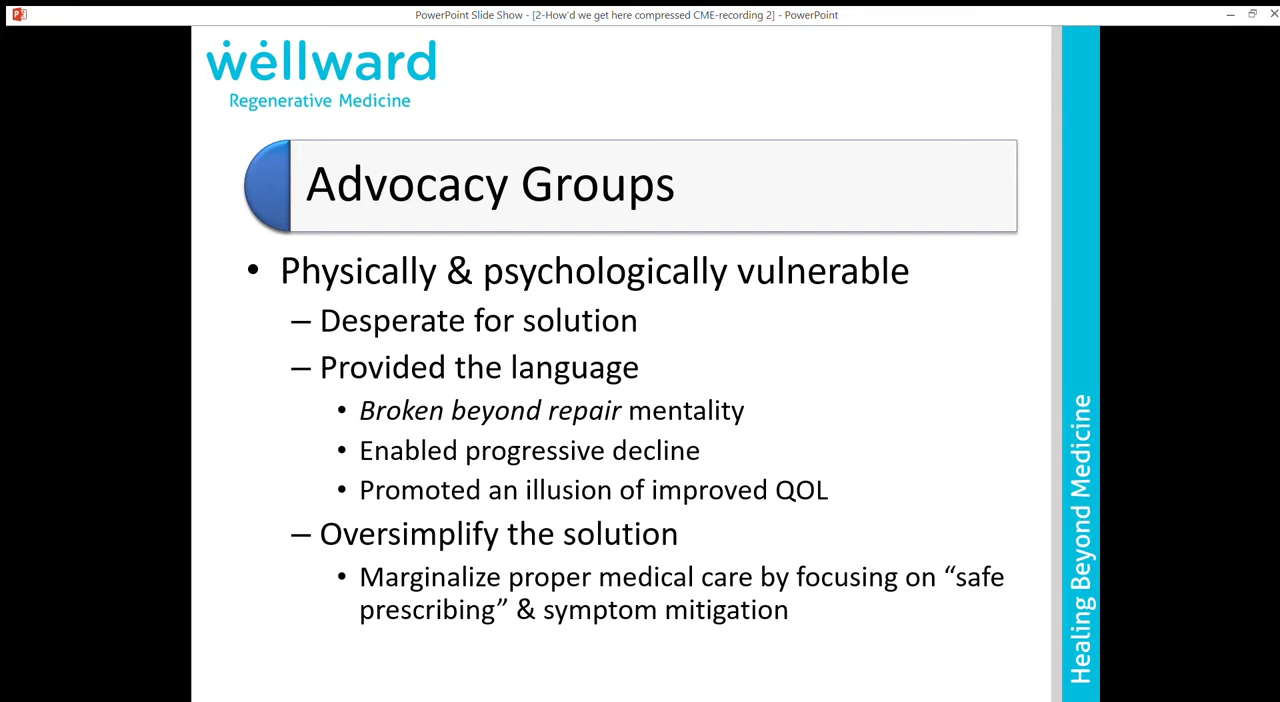 PowerPoint Slide Show - [2-How'd we get here compressed CME-recording 2] - PowerPoint
wellward
Regenerative Medicine
Advocacy Groups
• Physically & psychologically vulnerable
– Desperate for solution
– Provided the language
• Broken beyond repair mentality
• Enabled progressive decline
• Promoted an illusion of improved QOL
– Oversimplify the solution
• Marginalize proper medical care by focusing on “safe
prescribing” & symptom mitigation
Healing Beyond Medicine